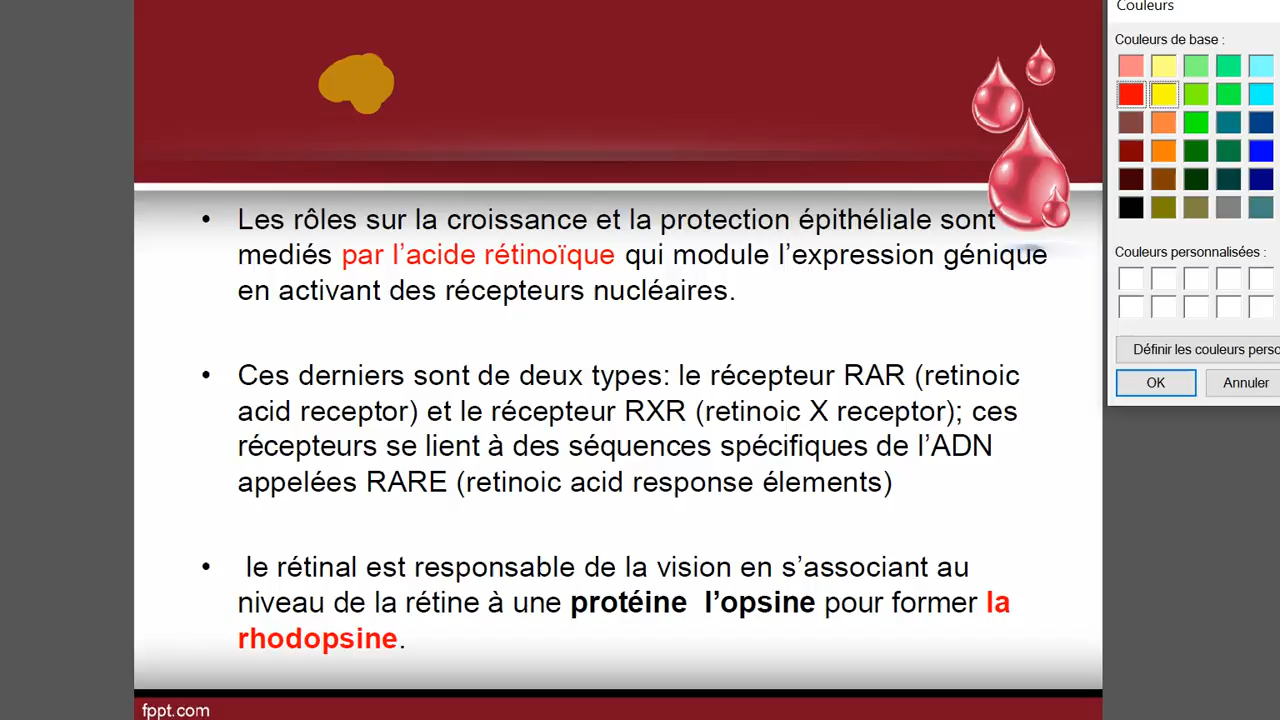 Couleurs
Couleurs de base :
• Les rôles sur la croissance et la protection épithéliale sont
mediés par l’acide rétinoïque qui module l’expression génique
en activant des récepteurs nucléaires.
• Ces derniers sont de deux types: le récepteur RAR (retinoic
acid receptor) et le récepteur RXR (retinoic X receptor); ces
récepteurs se lient à des séquences spécifiques de l’ADN
appelées RARE (retinoic acid response élements)
• le rétinal est responsable de la vision en s’associant au
niveau de la rétine à une protéine l’opsine pour former la
rhodopsine.
fppt.com
Couleurs personnalisées :
Définir les couleurs perso
OK Annuler